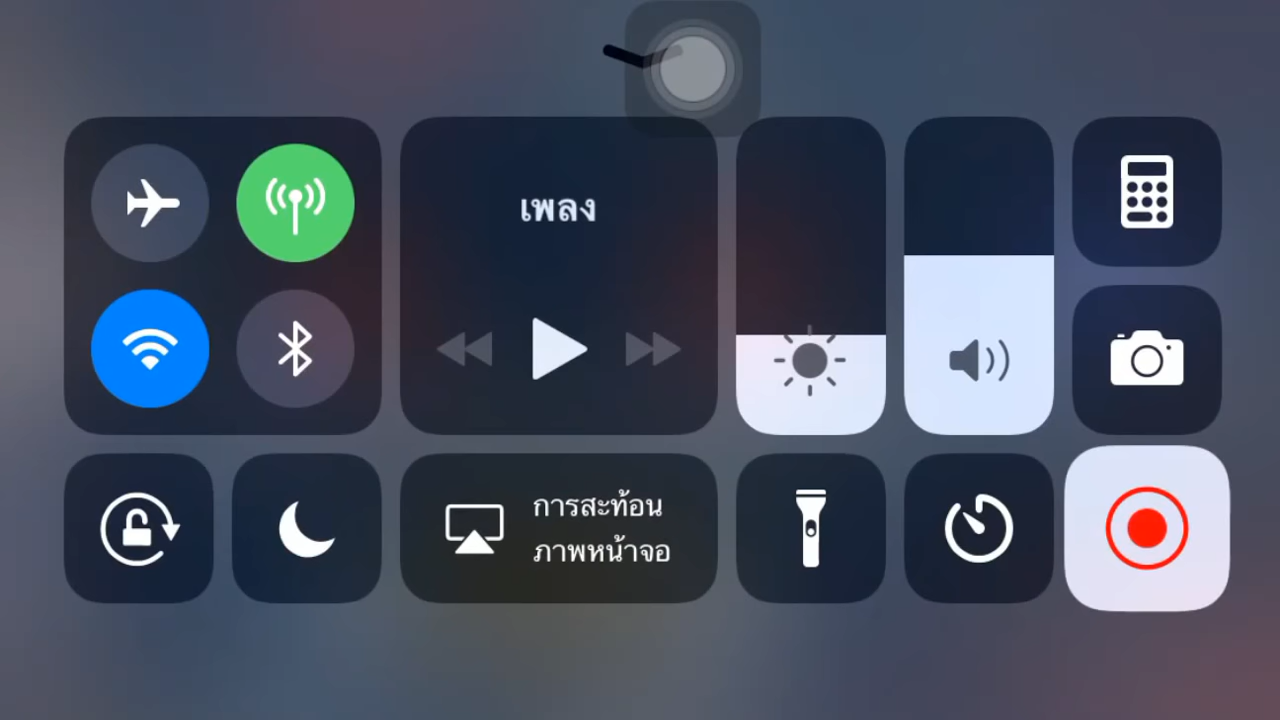 เพลง
การสะท้อน
ภาพหน้าจอ